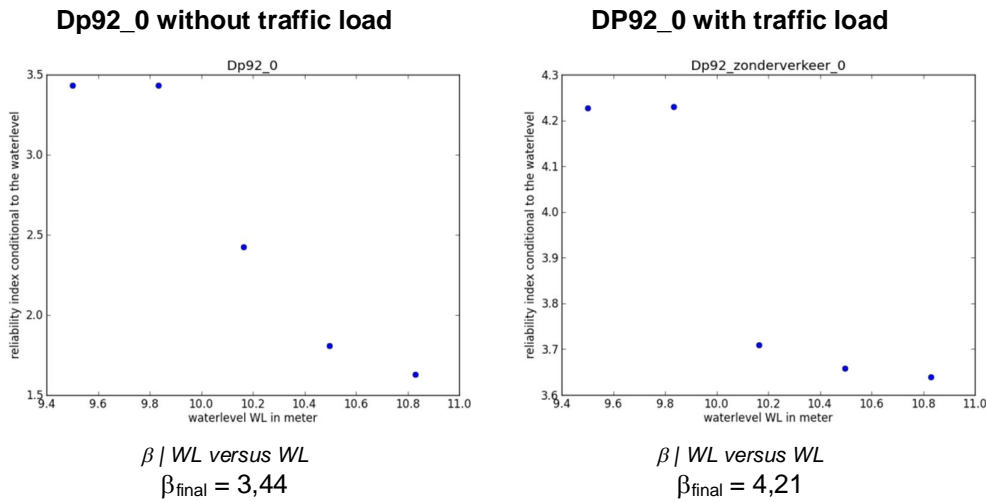 Dp92_0 without traffic load
Dp92_0
3.5
3.0
2.5
2.0
1.5
9.4 9.6 9.8 10.0 10.2 10.4 10.6 10.8 11.0
reliability index conditional to the waterlevel
waterlevel WL in meter
β | WL versus WL
βfinal = 3,44
DP92_0 with traffic load
Dp92_zonderverkeer_0
4.3
4.2
4.1
4.0
3.9
3.8
3.7
3.6
9.4 9.6 9.8 10.0 10.2 10.4 10.6 10.8 11.0
reliability index conditional to the waterlevel
waterlevel WL in meter
β | WL versus WL
βfinal = 4,21